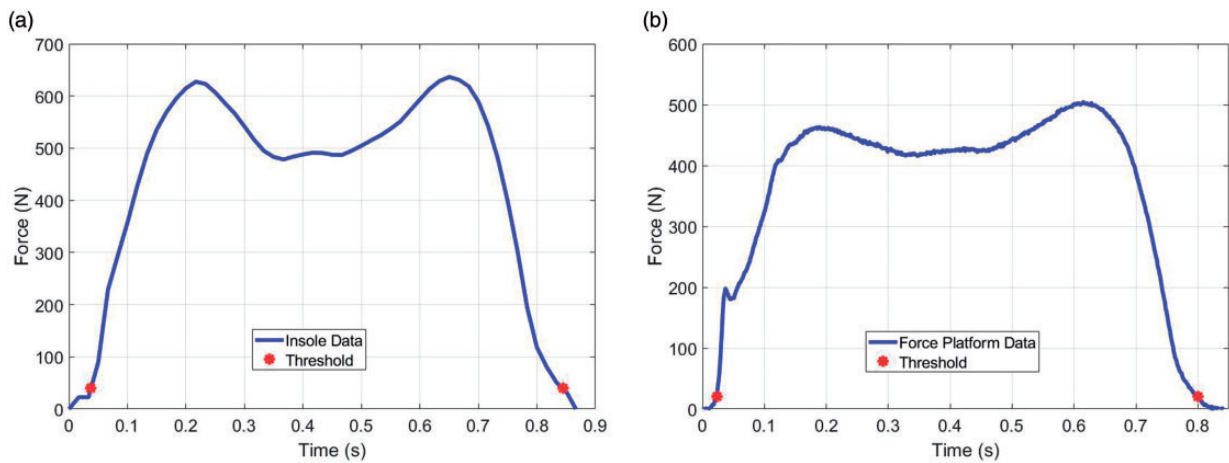 (a)
700
600
500
400
300
200
100
0
Force (N)
Insole Data
Threshold
0 0.1 0.2 0.3 0.4 0.5 0.6 0.7 0.8 0.9
Time (s)
(b)
600
500
400
300
200
100
0
Force (N)
Force Platform Data
Threshold
0 0.1 0.2 0.3 0.4 0.5 0.6 0.7 0.8
Time (s)